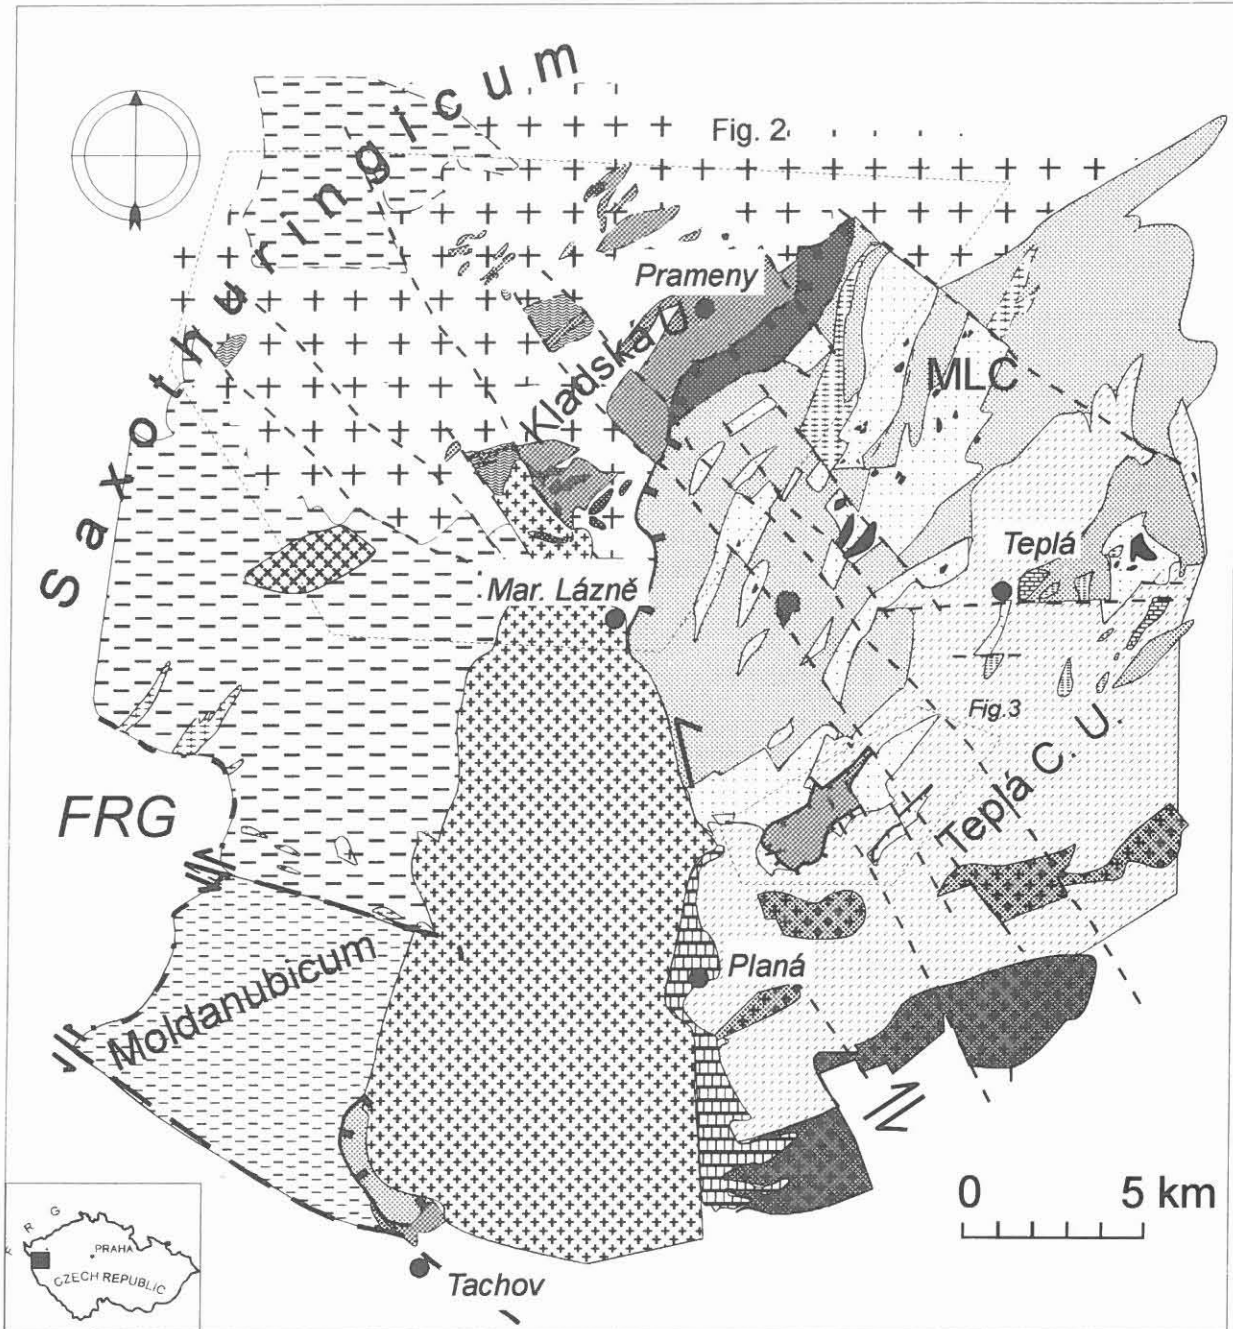 Saxothuringicum
Fig. 2
Prameny
Kladská U.
MLC
Teplá
Mar. Lázně
Fig.3
Teplá C. U.
FRG
Moldanubicum
Planá
0 5 km
Tachov
F R G
PRAHA
CZECH REPUBLIC